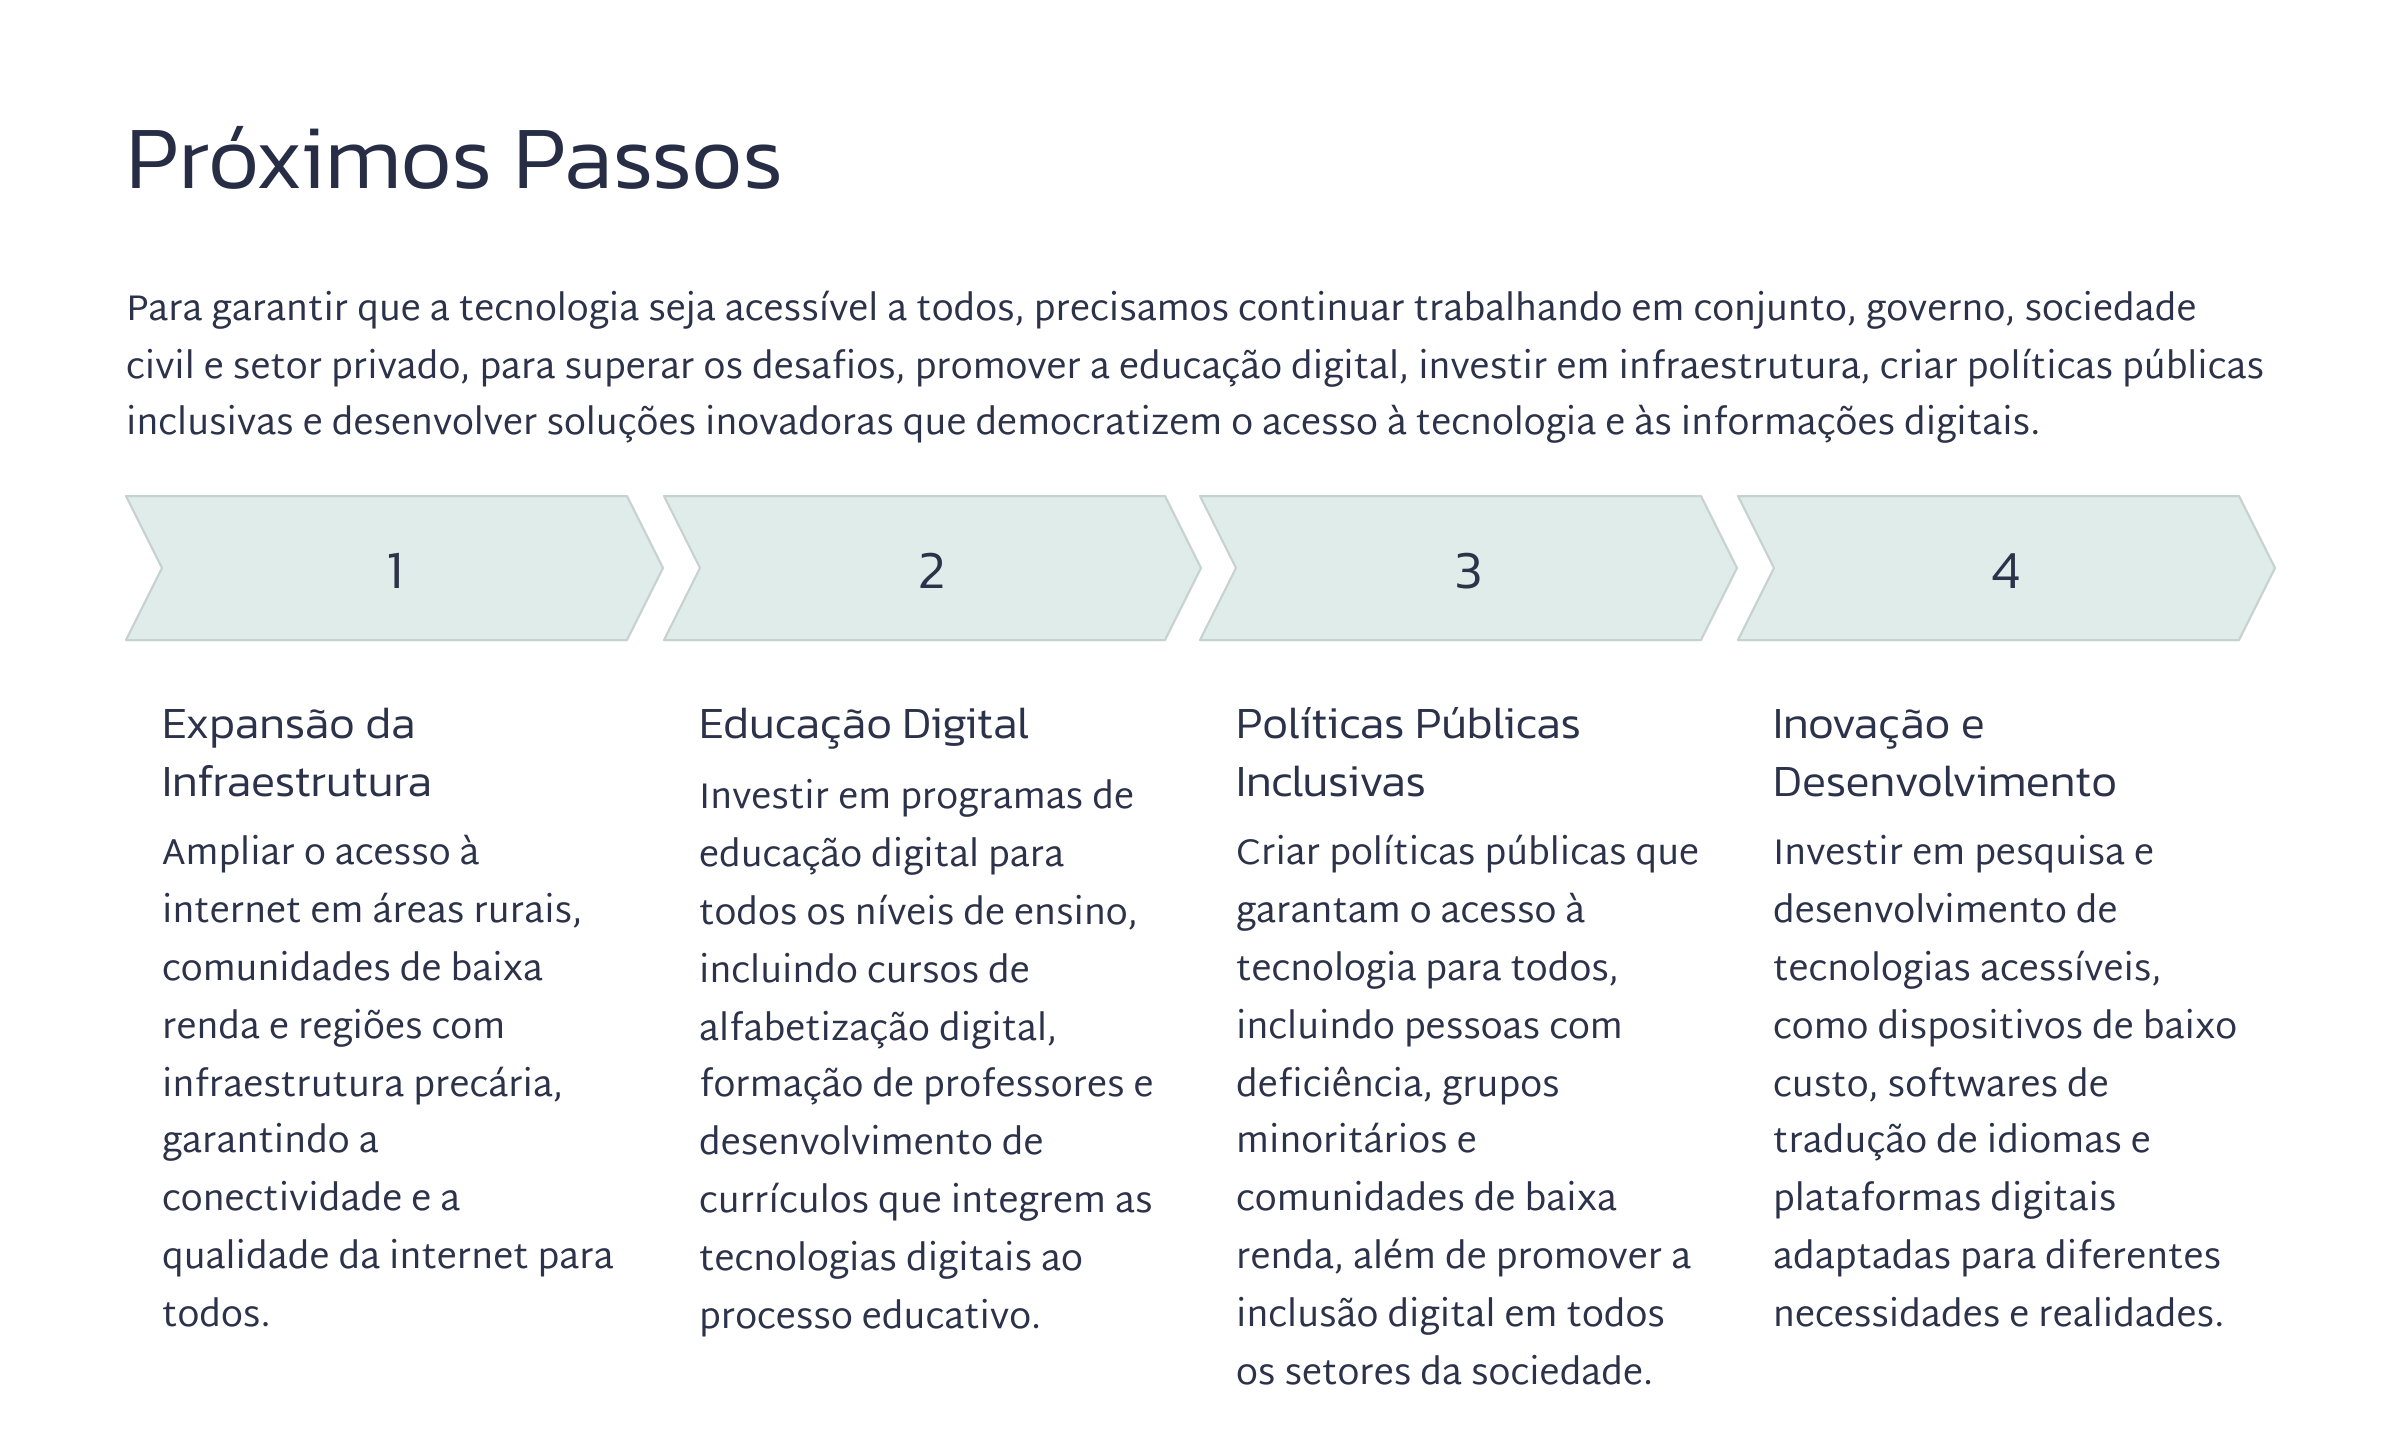 Próximos Passos
Para garantir que a tecnologia seja acessível a todos, precisamos continuar trabalhando em conjunto, governo, sociedade
civil e setor privado, para superar os desafios, promover a educação digital, investir em infraestrutura, criar políticas públicas
inclusivas e desenvolver soluções inovadoras que democratizem o acesso à tecnologia e às informações digitais.
1
Expansão da
Infraestrutura
Ampliar o acesso à
internet em áreas rurais,
comunidades de baixa
renda e regiões com
infraestrutura precária,
garantindo a
conectividade e a
qualidade da internet para
todos.
2
Educação Digital
Investir em programas de
educação digital para
todos os níveis de ensino,
incluindo cursos de
alfabetização digital,
formação de professores e
desenvolvimento de
currículos que integrem as
tecnologias digitais ao
processo educativo.
3
Políticas Públicas
Inclusivas
Criar políticas públicas que
garantam o acesso à
tecnologia para todos,
incluindo pessoas com
deficiência, grupos
minoritários e
comunidades de baixa
renda, além de promover a
inclusão digital em todos
os setores da sociedade.
4
Inovação e
Desenvolvimento
Investir em pesquisa e
desenvolvimento de
tecnologias acessíveis,
como dispositivos de baixo
custo, softwares de
tradução de idiomas e
plataformas digitais
adaptadas para diferentes
necessidades e realidades.